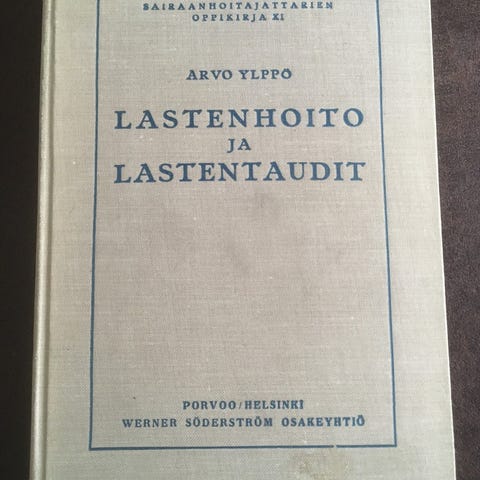 SAIRAANHOITAJATTARIEN
OPPIKIRJA XI
ARVO YLPPÖ
LASTENHOITO
JA
LASTENTAUDIT
PORVOO/HELSINKI
WERNER SÖDERSTRÖM OSAKEYHTIÖ